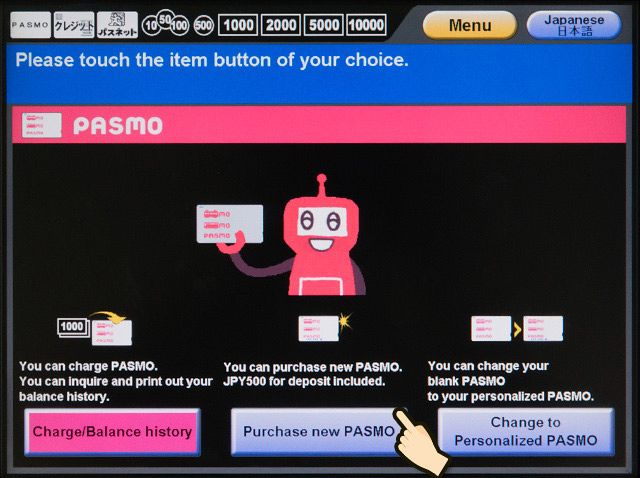 PASMO
クレジット
パスネット
10 50 100 500
1000 2000 5000 10000
Menu
Japanese
日本語
Please touch the item button of your choice.
PASMO
PASMO
1000
You can charge PASMO.
You can inquire and print out your
balance history.
You can purchase new PASMO.
JPY500 for deposit included.
You can change your
blank PASMO
to your personalized PASMO.
Charge/Balance history
Purchase new PASMO
Change to
Personalized PASMO